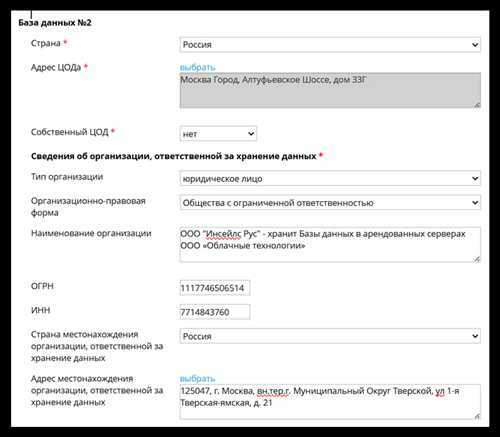 База данных №2
Страна *
Россия
Адрес ЦОДа *
выбрать
Москва Город, Алтуфьевское Шоссе, дом 33Г
Собственный ЦОД *
нет
Сведения об организации, ответственной за хранение данных *
Тип организации
юридическое лицо
Организационно-правовая
форма
Общества с ограниченной ответственностью
Наименование организации
ООО "Инсейлс Рус" - хранит Базы данных в арендованных серверах
ООО «Облачные технологии»
ОГРН
1117746506514
ИНН
7714843760
Страна местонахождения
организации, ответственной за
хранение данных
Россия
Адрес местонахождения
организации, ответственной за
хранение данных
выбрать
125047, г. Москва, вн.тер.г. Муниципальный Округ Тверской, ул 1-я
Тверская-ямская, д. 21